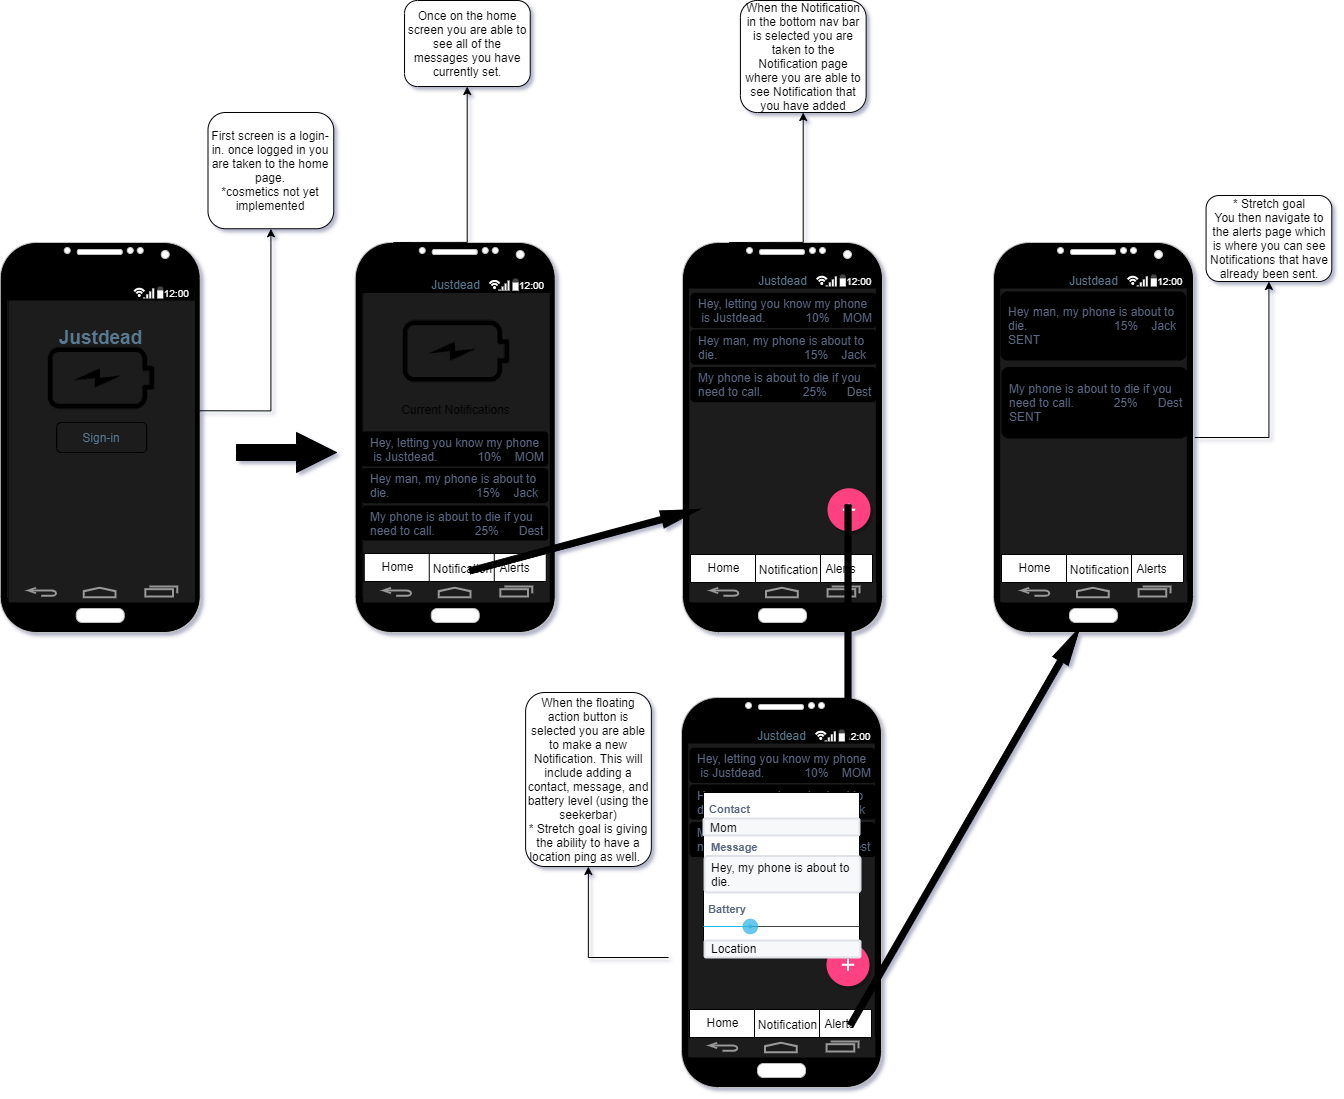 Once on the home
screen you are able to
see all of the
messages you have
currently set.
When the Notification
in the bottom nav bar
is selected you are
taken to the
Notification page
where you are able to
see Notification that
you have added
First screen is a login-
in. once logged in you
are taken to the home
page.
*cosmetics not yet
implemented
* Stretch goal
You then navigate to
the alerts page which
is where you can see
Notifications that have
already been sent.
12:00
Justdead
Sign-in
Justdead 12:00
Current Notifications
Hey, letting you know my phone
is Justdead. 10% MOM
Hey man, my phone is about to
die. 15% Jack
My phone is about to die if you
need to call. 25% Dest
Home Notification Alerts
Justdead 12:00
Hey, letting you know my phone
is Justdead. 10% MOM
Hey man, my phone is about to
die. 15% Jack
My phone is about to die if you
need to call. 25% Dest
+
Home Notification Alerts
Justdead 12:00
Hey man, my phone is about to
die. 15% Jack
SENT
My phone is about to die if you
need to call. 25% Dest
SENT
Home Notification Alerts
When the floating
action button is
selected you are able
to make a new
Notification. This will
include adding a
contact, message, and
battery level (using the
seekerbar)
* Stretch goal is giving
the ability to have a
location ping as well.
Justdead 2:00
Hey, letting you know my phone
is Justdead. 10% MOM
Contact
Mom
Message
Hey, my phone is about to
die.
Battery
Location
+
Home Notification Alerts